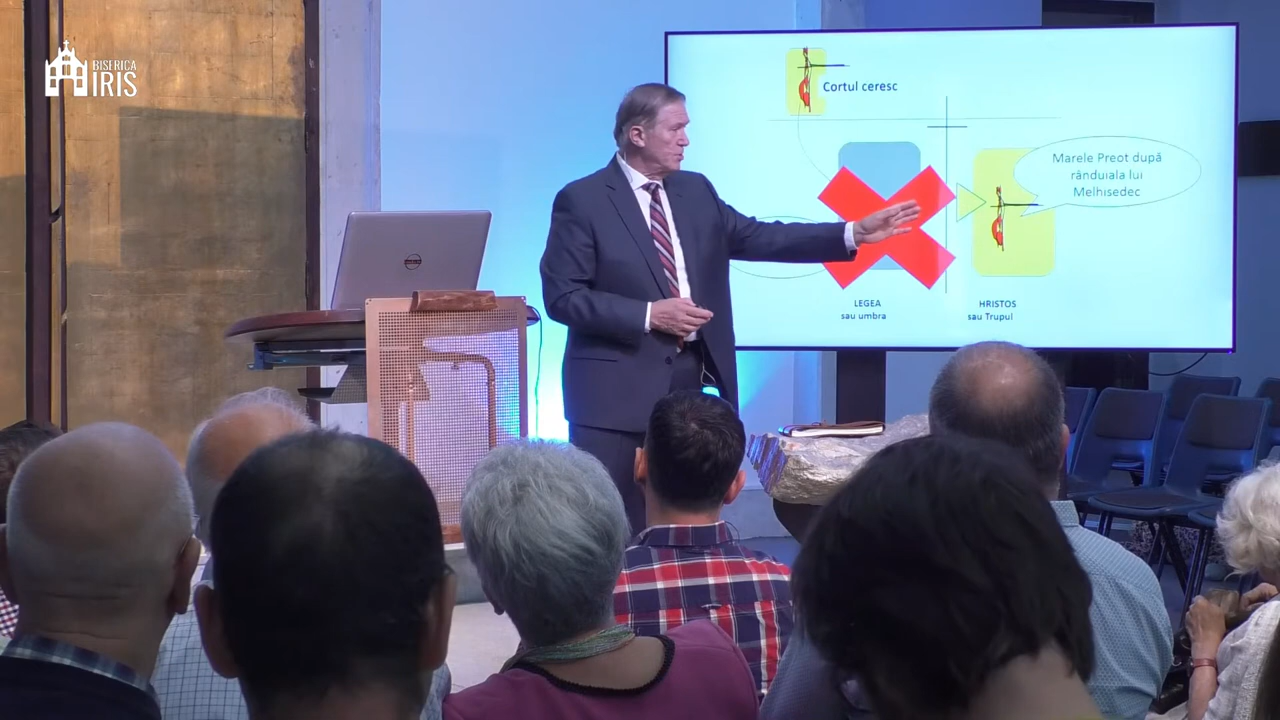 BISERICA
IRIS
Cortul ceresc
Marele Preot după
rânduiala lui
Melhisedec
LEGEA
sau umbra
HRISTOS
sau Trupul